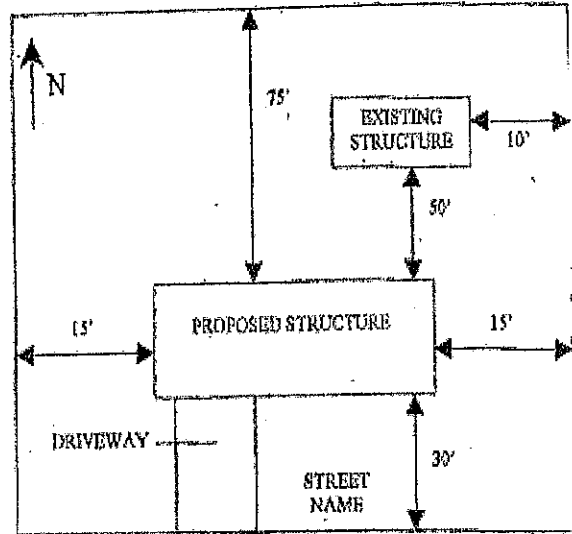 N
75'
EXISTING
STRUCTURE
10'
50'
15'
PROPOSED STRUCTURE
15'
DRIVEWAY
30'
STREET
NAME